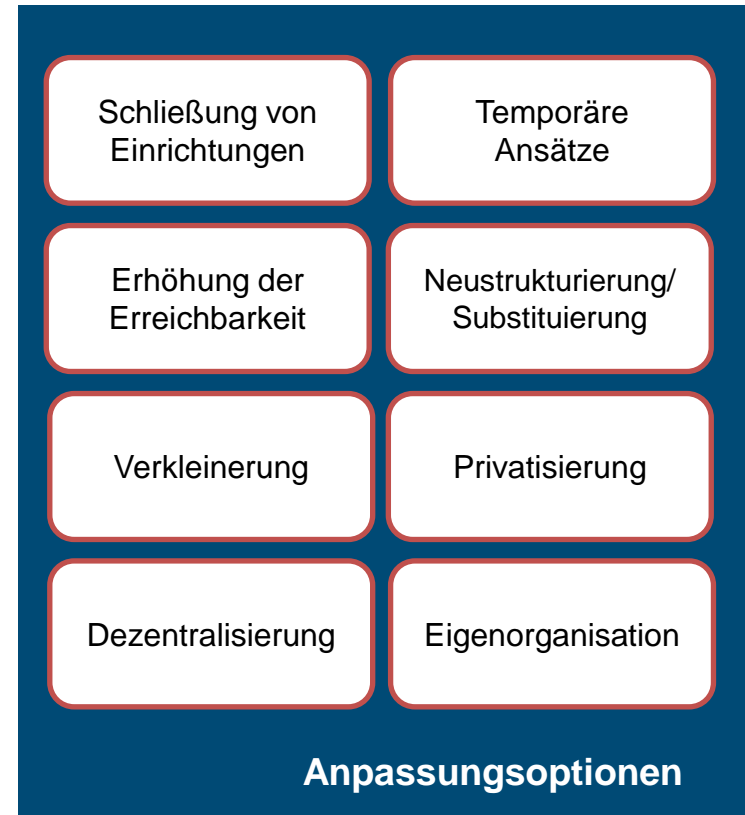 Schließung von
Einrichtungen
Temporäre
Ansätze
Erhöhung der
Erreichbarkeit
Neustrukturierung/
Substituierung
Verkleinerung
Privatisierung
Dezentralisierung
Eigenorganisation
Anpassungsoptionen